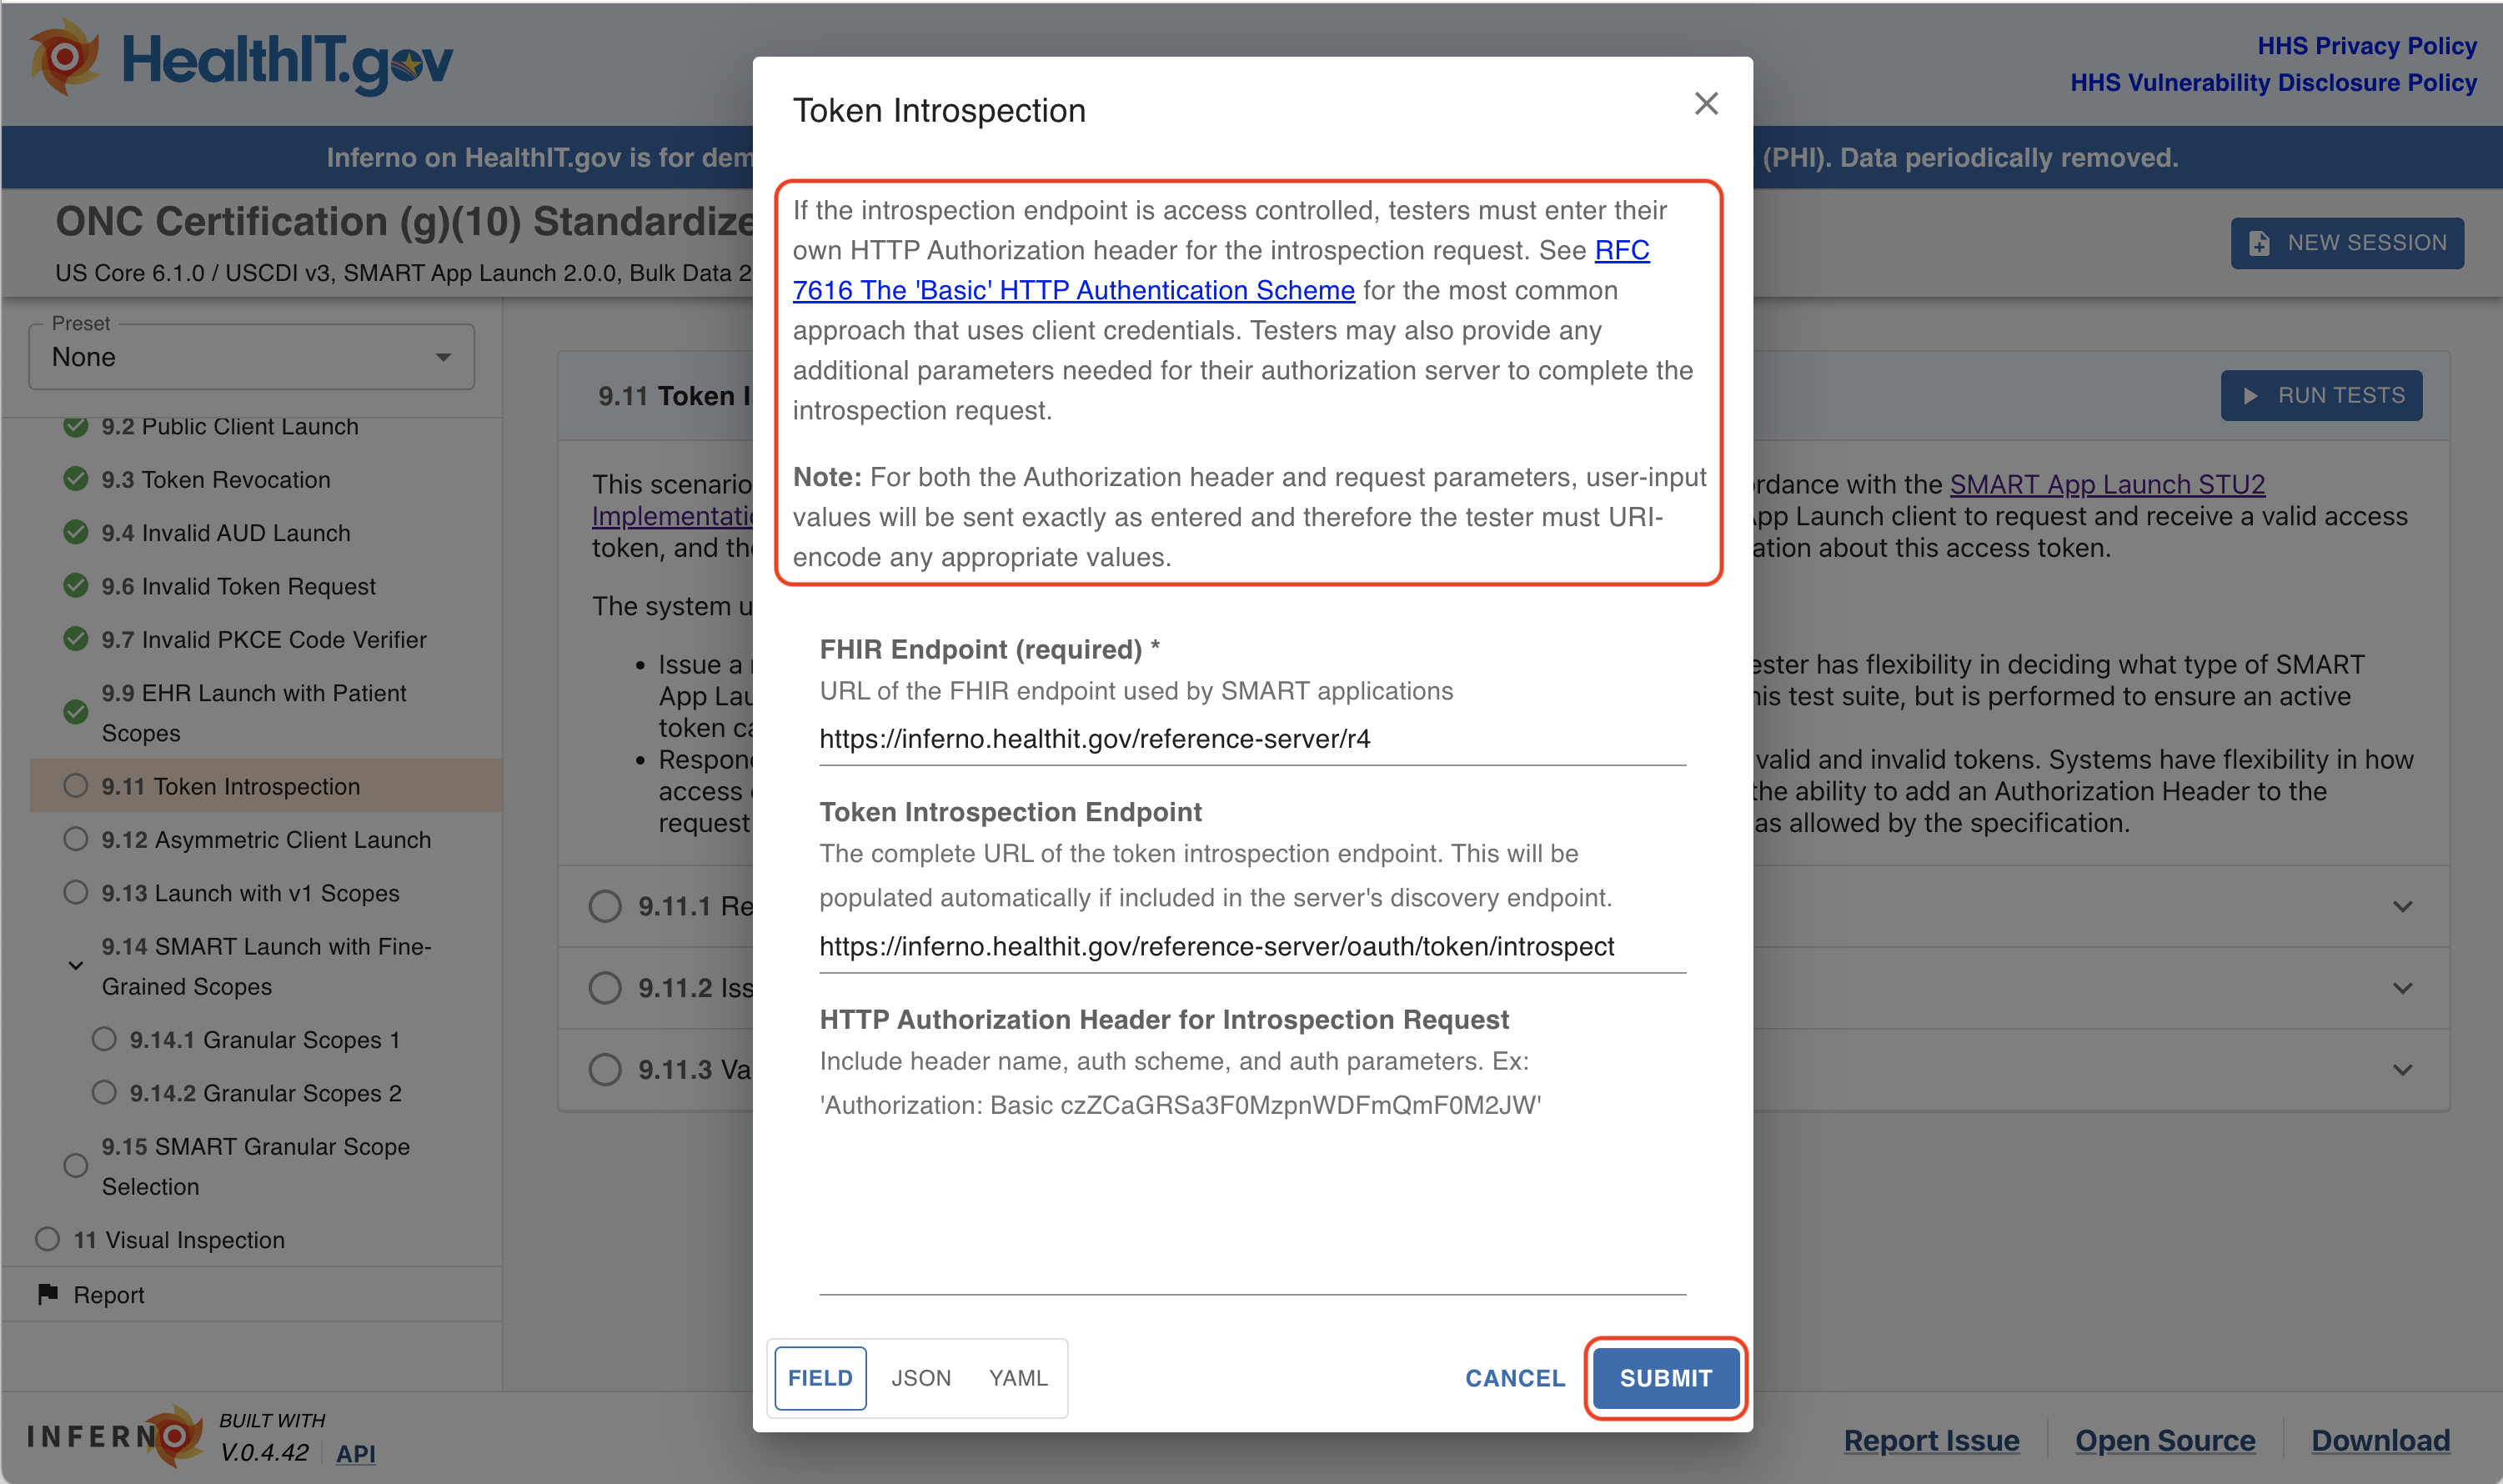 HealthIT.gov
HHS Privacy Policy
HHS Vulnerability Disclosure Policy
Inferno on HealthIT.gov is for dem
(PHI). Data periodically removed.
ONC Certification (g)(10) Standardize
US Core 6.1.0 / USCDI v3, SMART App Launch 2.0.0, Bulk Data 2
NEW SESSION
Preset
None
9.2 Public Client Launch
9.3 Token Revocation
9.4 Invalid AUD Launch
9.6 Invalid Token Request
9.7 Invalid PKCE Code Verifier
9.9 EHR Launch with Patient
Scopes
9.11 Token Introspection
9.12 Asymmetric Client Launch
9.13 Launch with v1 Scopes
9.14 SMART Launch with Fine-
Grained Scopes
9.14.1 Granular Scopes 1
9.14.2 Granular Scopes 2
9.15 SMART Granular Scope
Selection
11 Visual Inspection
Report
9.11 Token I
RUN TESTS
This scenario
rdance with the SMART App Launch STU2
Implementati
App Launch client to request and receive a valid access
token, and th
ation about this access token.
The system u
• Issue a
ester has flexibility in deciding what type of SMART
App Lau
his test suite, but is performed to ensure an active
token ca
• Respon
valid and invalid tokens. Systems have flexibility in how
access
the ability to add an Authorization Header to the
request
as allowed by the specification.
9.11.1 Re
9.11.2 Iss
9.11.3 Va
Token Introspection
If the introspection endpoint is access controlled, testers must enter their
own HTTP Authorization header for the introspection request. See RFC
7616 The 'Basic' HTTP Authentication Scheme for the most common
approach that uses client credentials. Testers may also provide any
additional parameters needed for their authorization server to complete the
introspection request.
Note: For both the Authorization header and request parameters, user-input
values will be sent exactly as entered and therefore the tester must URI-
encode any appropriate values.
FHIR Endpoint (required) *
URL of the FHIR endpoint used by SMART applications
https://inferno.healthit.gov/reference-server/r4
Token Introspection Endpoint
The complete URL of the token introspection endpoint. This will be
populated automatically if included in the server's discovery endpoint.
https://inferno.healthit.gov/reference-server/oauth/token/introspect
HTTP Authorization Header for Introspection Request
Include header name, auth scheme, and auth parameters. Ex:
'Authorization: Basic czZCaGRSa3F0MzpnWDFmQmF0M2JW'
FIELD
JSON
YAML
CANCEL
SUBMIT
INFERNO
BUILT WITH
V.0.4.42
API
Report Issue
Open Source
Download